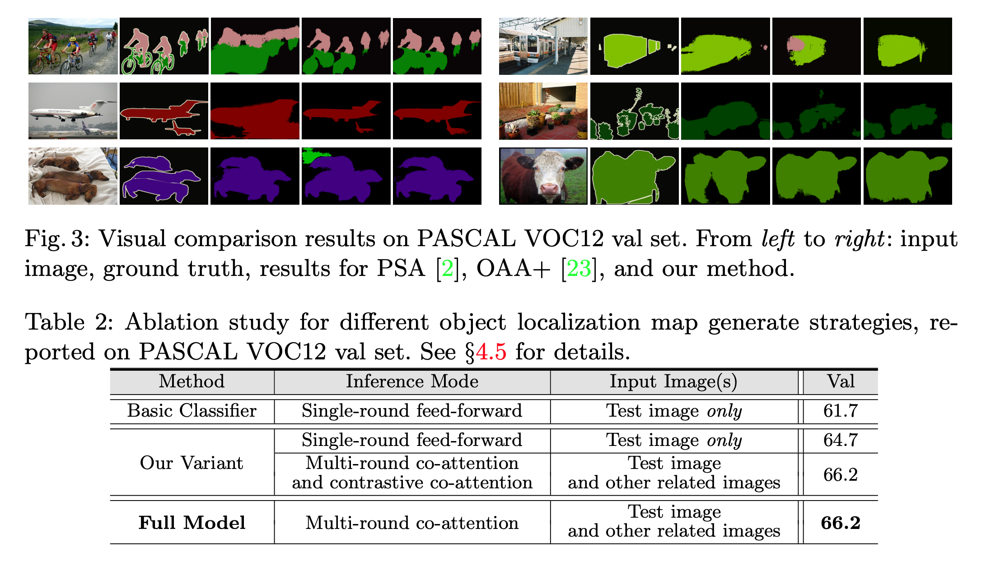 Fig. 3: Visual comparison results on PASCAL VOC12 val set. From left to right: input
image, ground truth, results for PSA [2], OAA+ [23], and our method.
Table 2: Ablation study for different object localization map generate strategies, re-
ported on PASCAL VOC12 val set. See §4.5 for details.
Method Inference Mode Input Image(s) Val
Basic Classifier Single-round feed-forward Test image only 61.7
Our Variant Single-round feed-forward Test image only 64.7
Multi-round co-attention
and contrastive co-attention
Test image
and other related images
66.2
Full Model Multi-round co-attention
Test image
and other related images
66.2